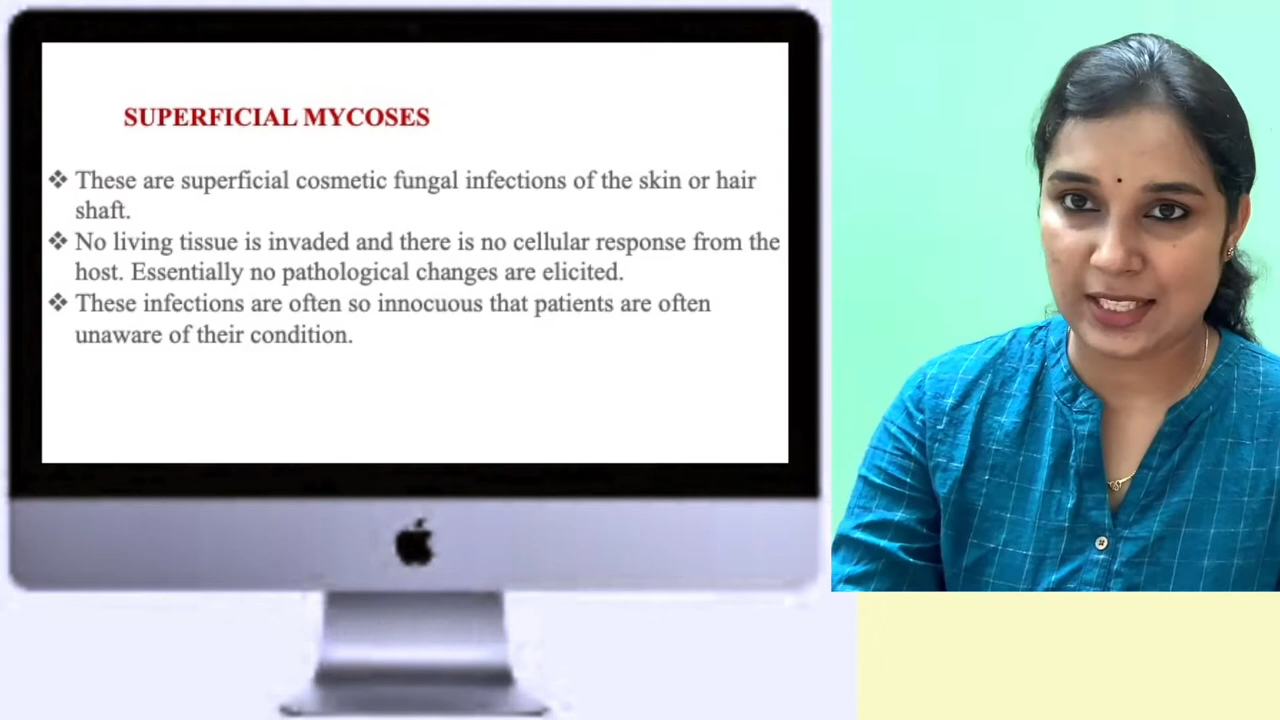 SUPERFICIAL MYCOSES
❖ These are superficial cosmetic fungal infections of the skin or hair
shaft.
❖ No living tissue is invaded and there is no cellular response from the
host. Essentially no pathological changes are elicited.
❖ These infections are often so innocuous that patients are often
unaware of their condition.